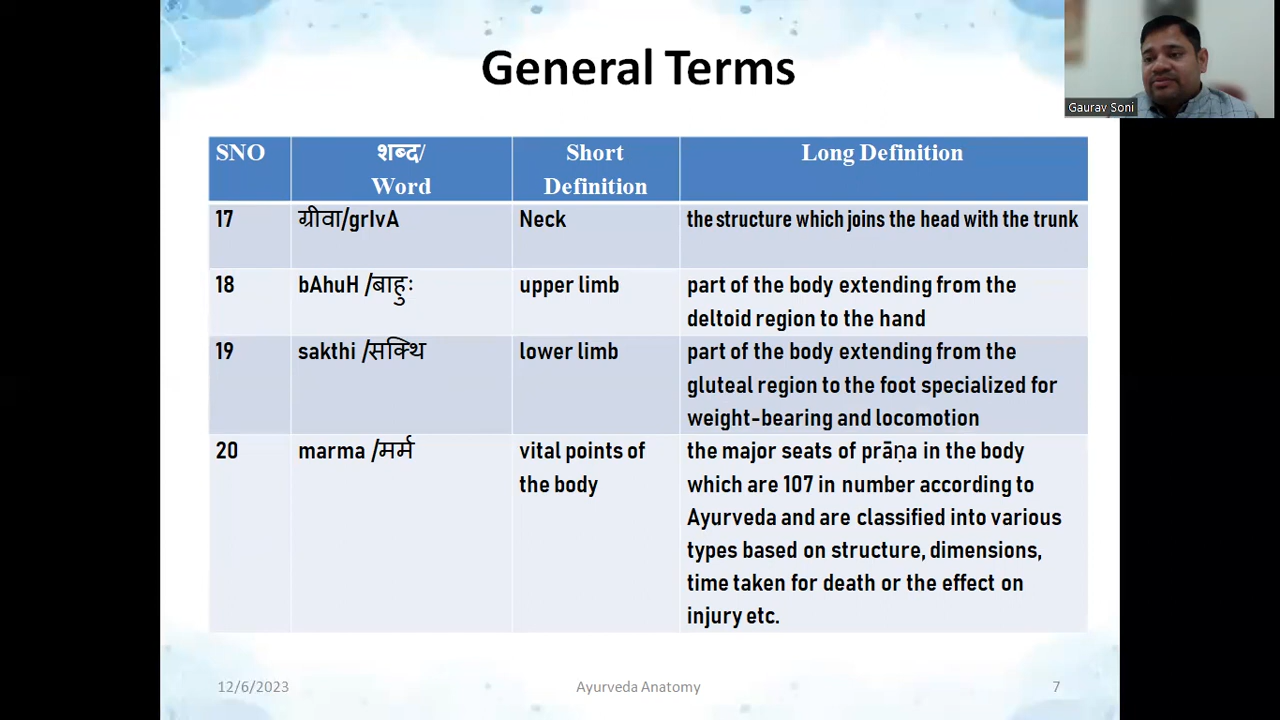 General Terms
Gaurav Soni
SNO
शब्द/
Word
Short
Definition
Long Definition
17
ग्रीवा/grIvA
Neck
the structure which joins the head with the trunk
18
bAhuH /बाहुः
upper limb
part of the body extending from the
deltoid region to the hand
19
sakthi /सक्थि
lower limb
part of the body extending from the
gluteal region to the foot specialized for
weight-bearing and locomotion
20
marma /मर्म
vital points of
the body
the major seats of prāṇa in the body
which are 107 in number according to
Ayurveda and are classified into various
types based on structure, dimensions,
time taken for death or the effect on
injury etc.
12/6/2023
Ayurveda Anatomy
7